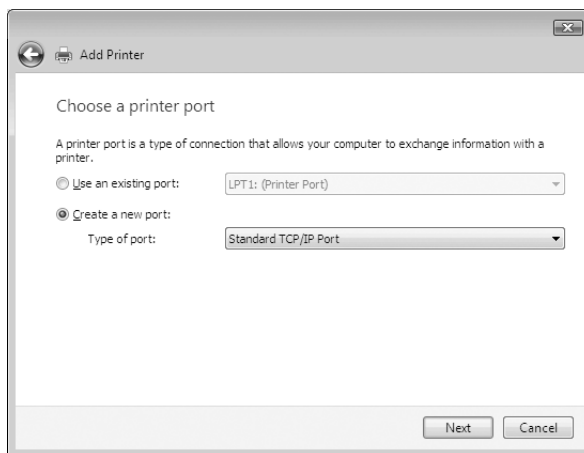 Add Printer
Choose a printer port
A printer port is a type of connection that allows your computer to exchange information with a
printer.
Use an existing port: LPT1: (Printer Port)
Create a new port:
Type of port: Standard TCP/IP Port
Next Cancel